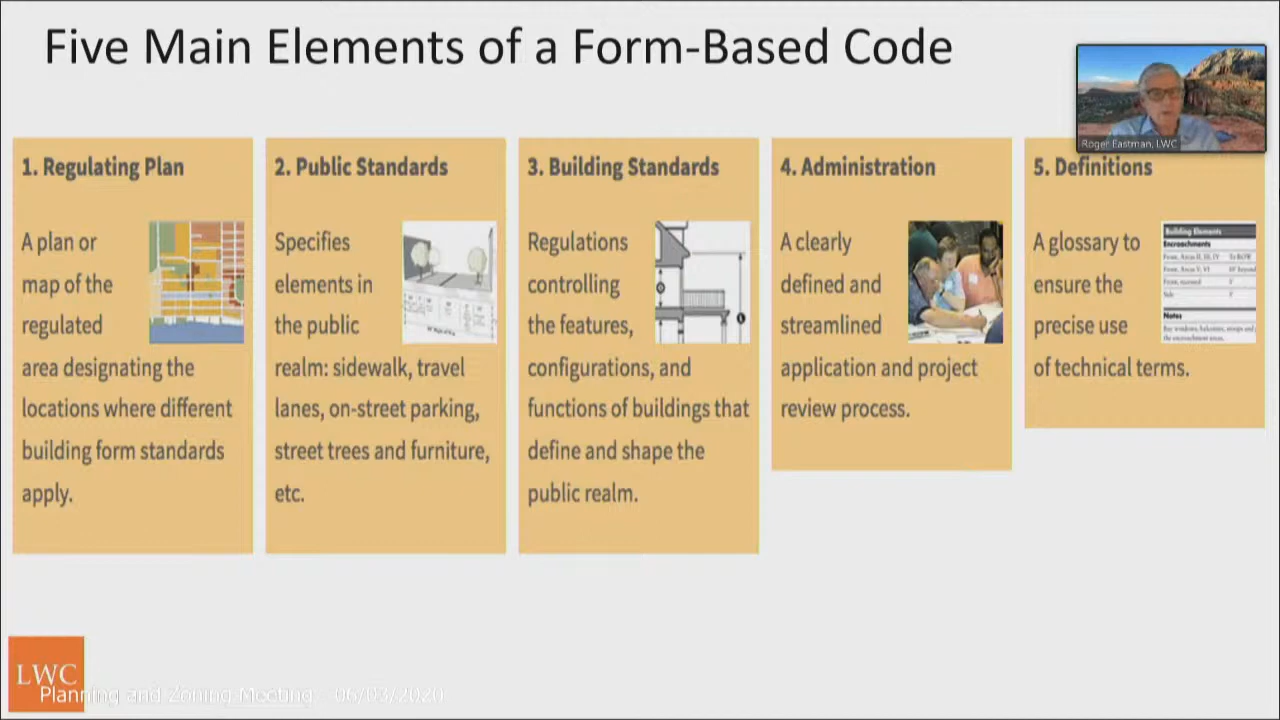 Five Main Elements of a Form-Based Code
Roger Eastman, LWC
1. Regulating Plan
A plan or
map of the
regulated
area designating the
locations where different
building form standards
apply.
2. Public Standards
Specifies
elements in
the public
realm: sidewalk, travel
lanes, on-street parking,
street trees and furniture,
etc.
3. Building Standards
Regulations
controlling
the features,
configurations, and
functions of buildings that
define and shape the
public realm.
4. Administration
A clearly
defined and
streamlined
application and project
review process.
5. Definitions
A glossary to
ensure the
precise use
of technical terms.
Building Elements
Encroachments
Notes
LWC
Planning and Zoning Meeting - 06/03/2020